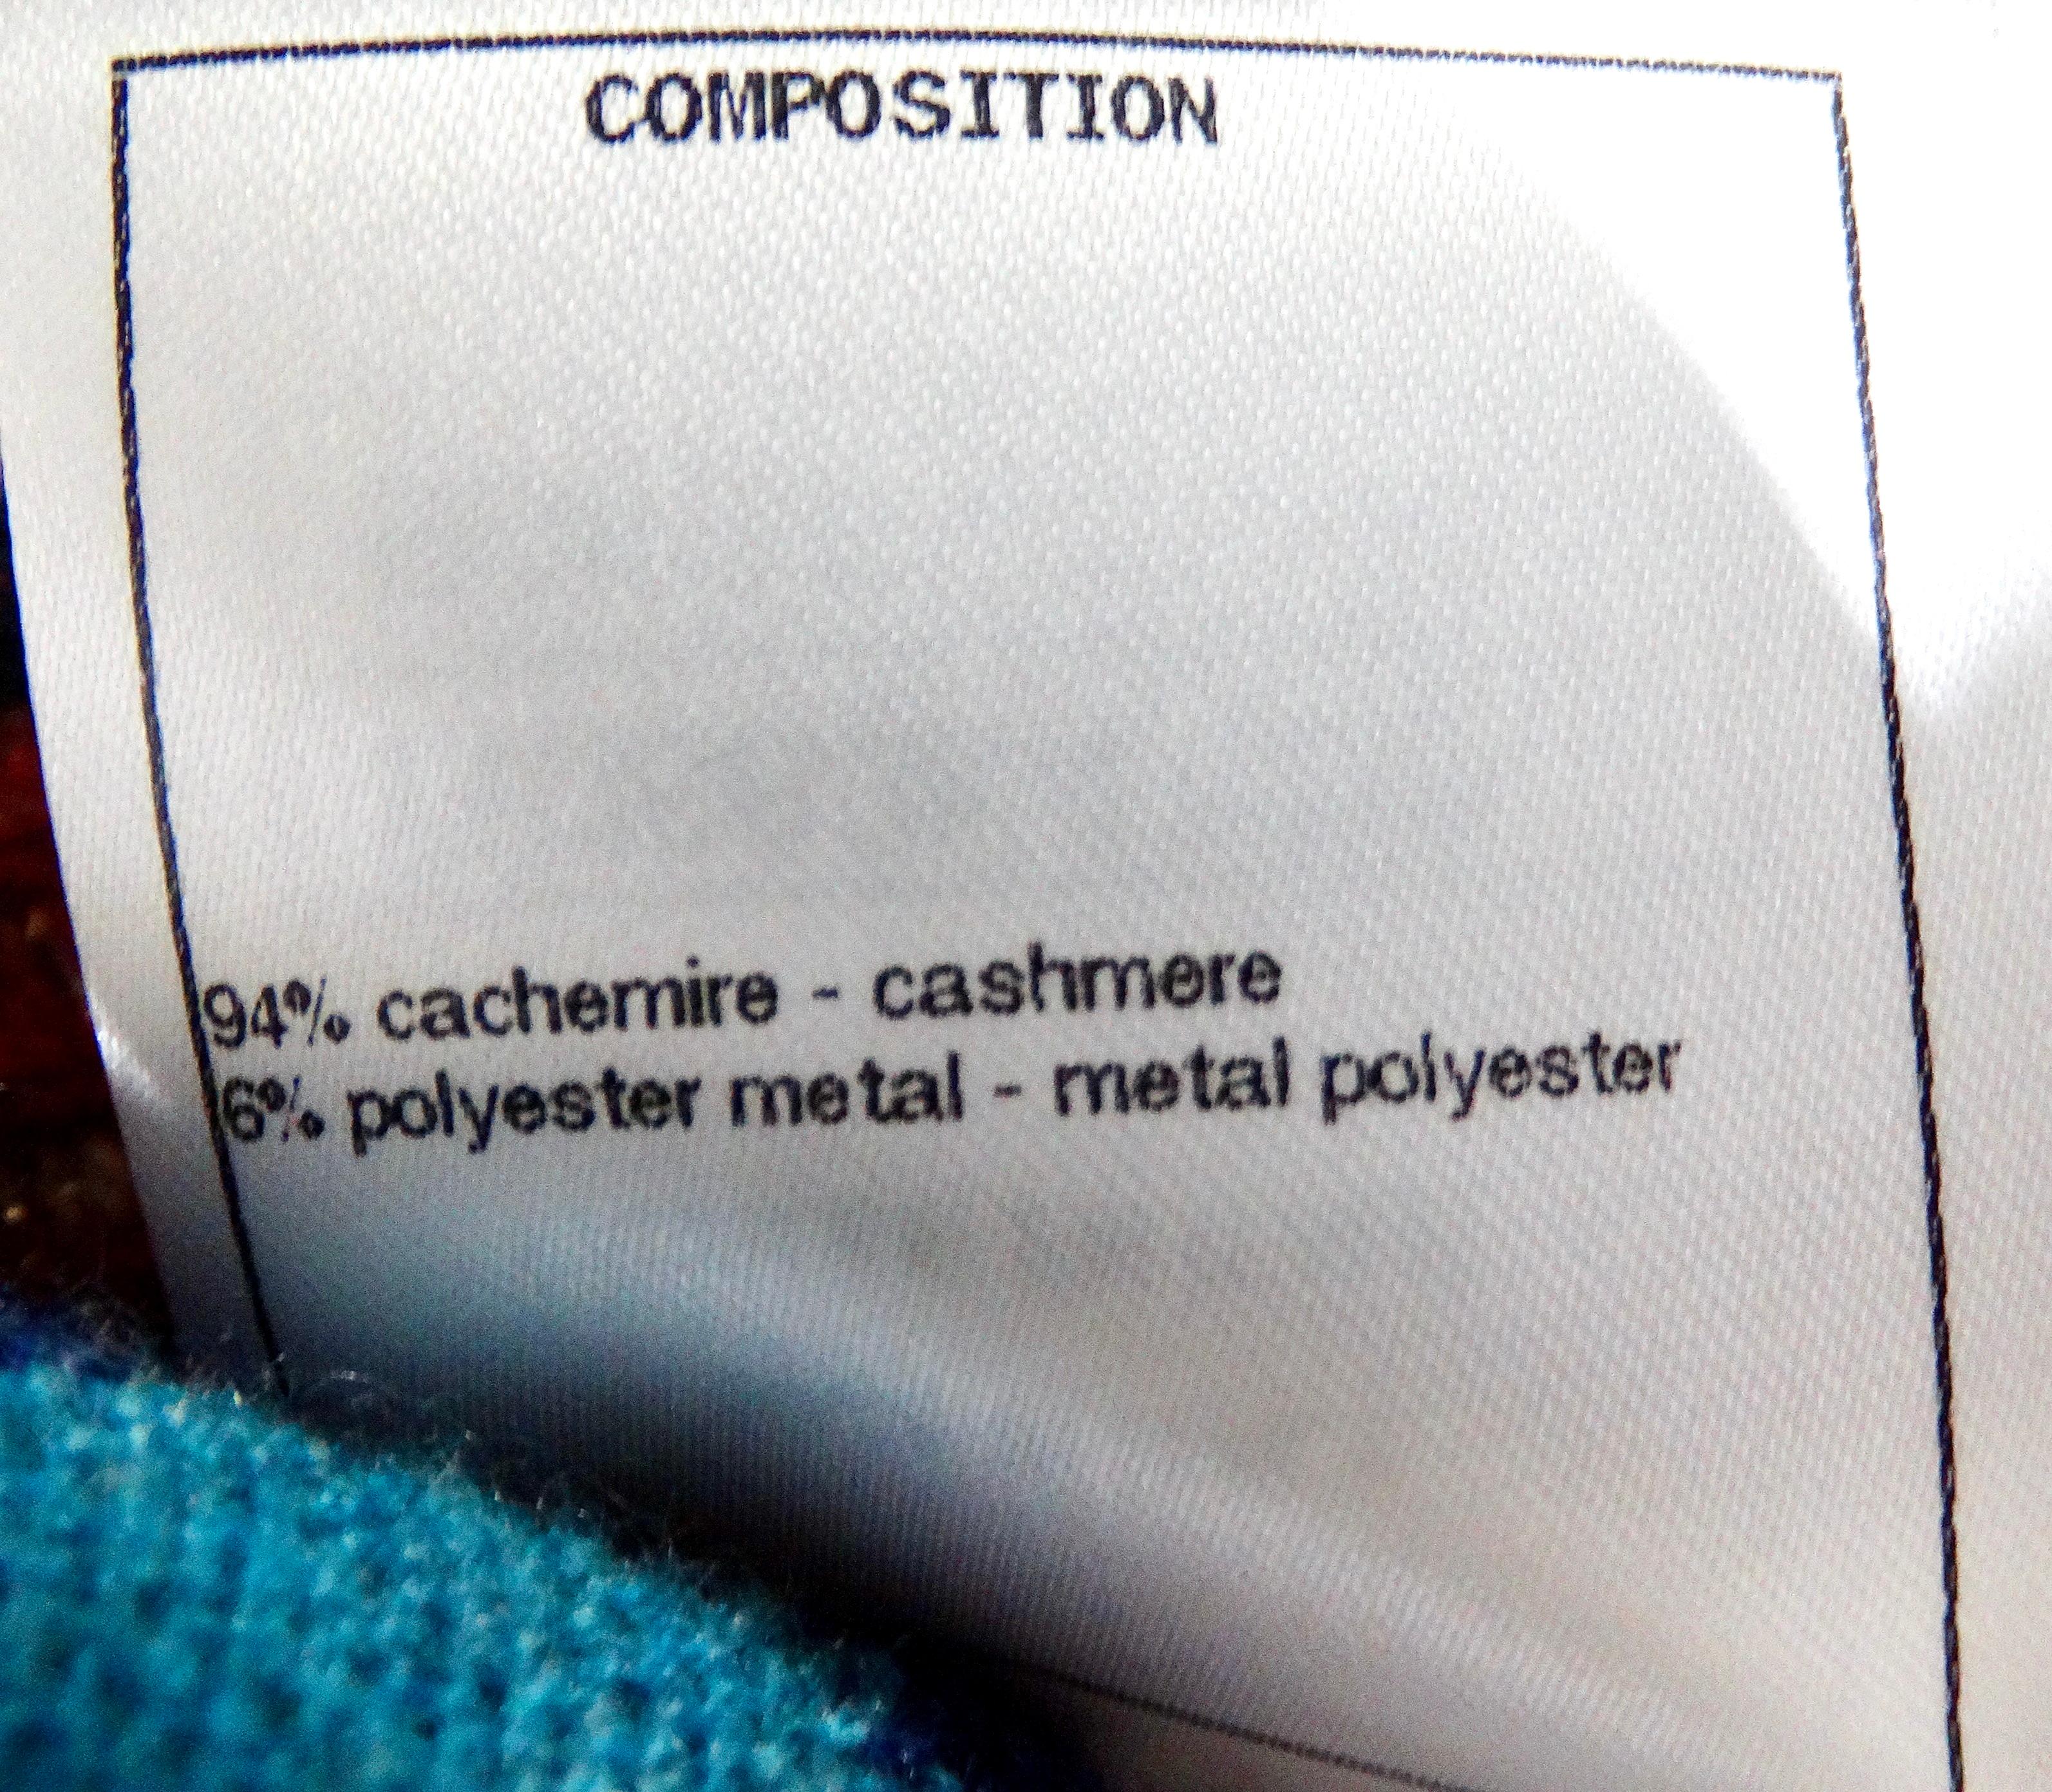 COMPOSITION
94% cachemire - cashmere
6% polyester metal - metal polyester